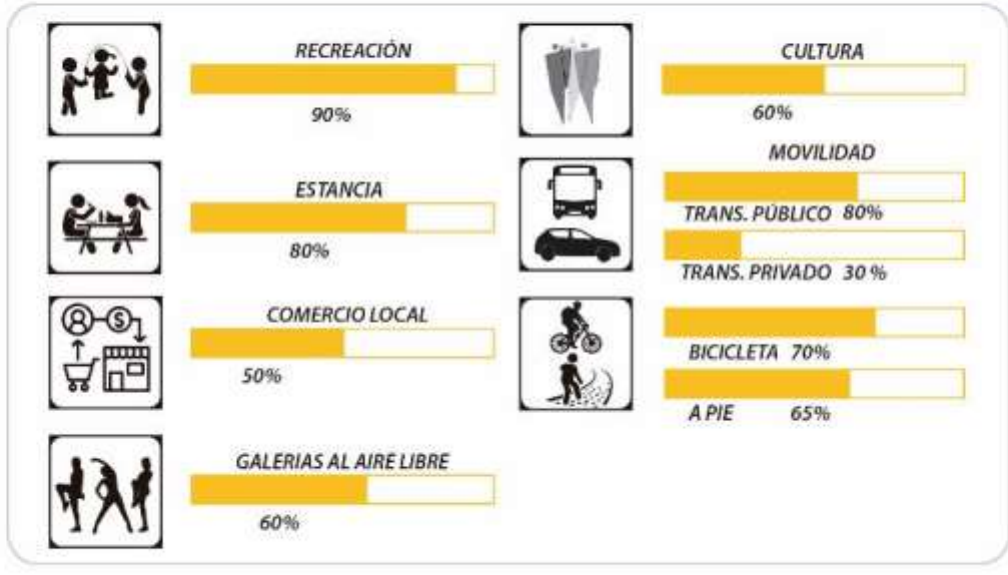 RECREACIÓN
90%
ESTANCIA
80%
COMERCIO LOCAL
50%
GALERIAS AL AIRE LIBRE
60%
CULTURA
60%
MOVILIDAD
TRANS. PÚBLICO 80%
TRANS. PRIVADO 30 %
BICICLETA 70%
A PIE 65%